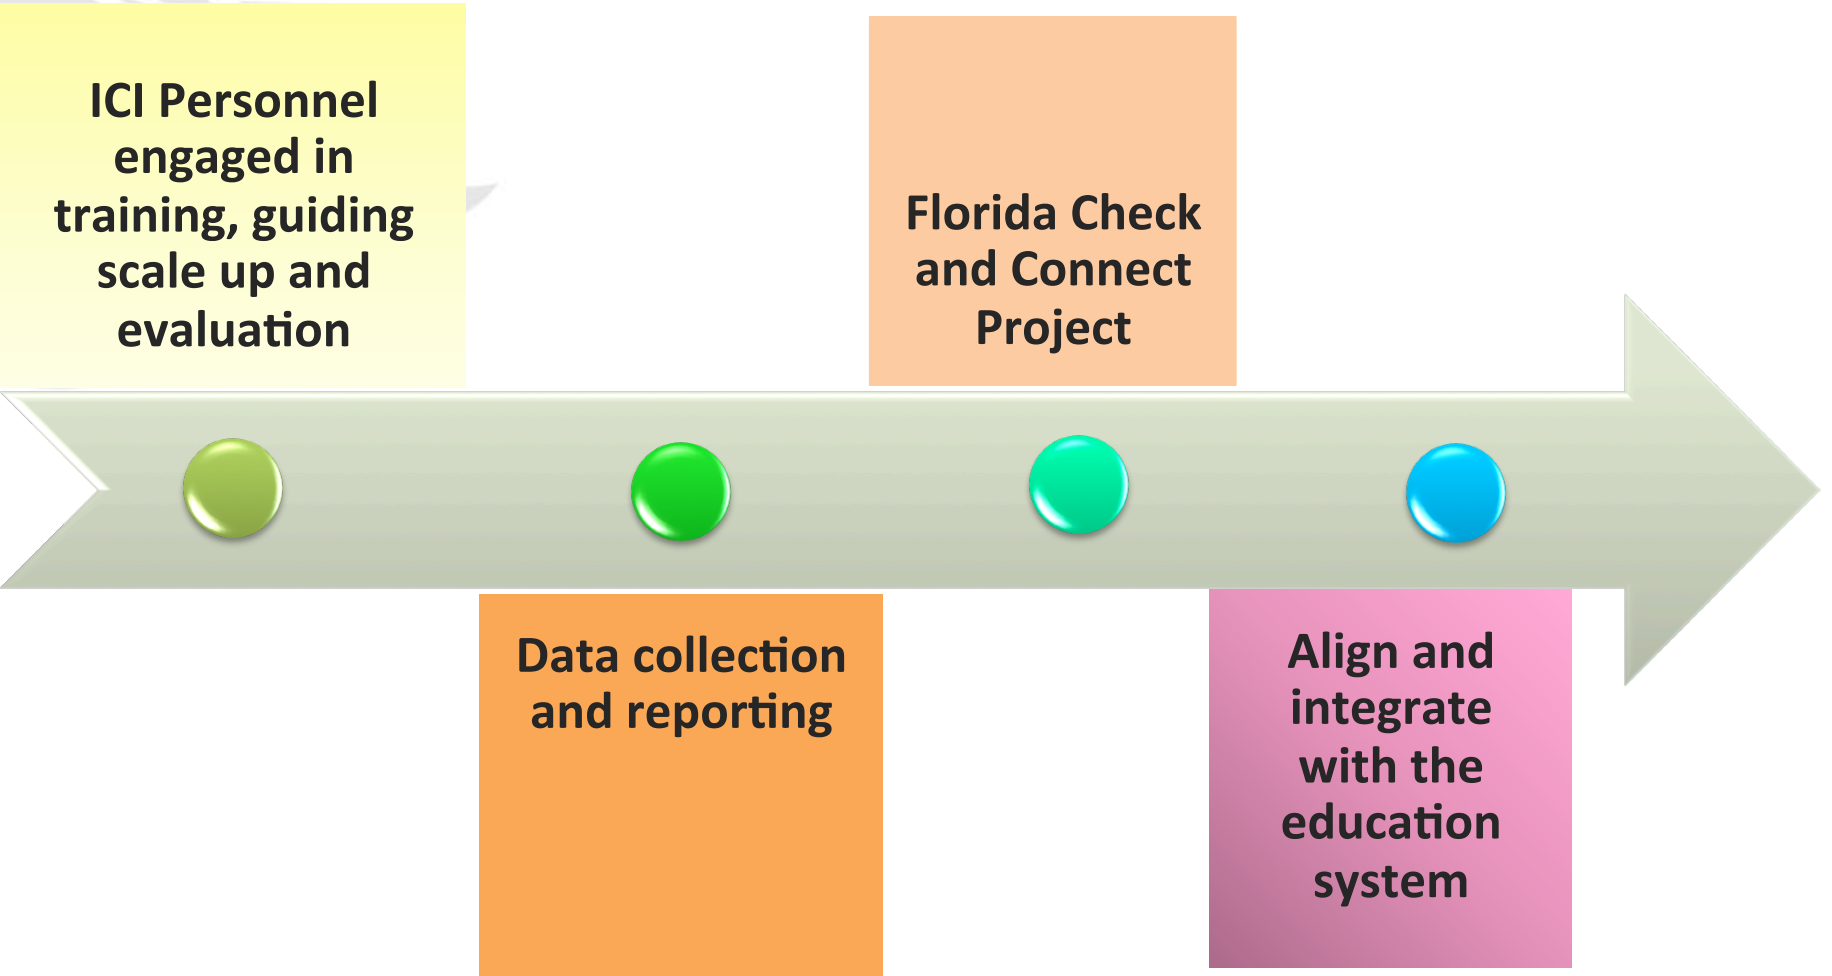 ICI Personnel
engaged in
training, guiding
scale up and
evaluation
Florida Check
and Connect
Project
Data collection
and reporting
Align and
integrate
with the
education
system